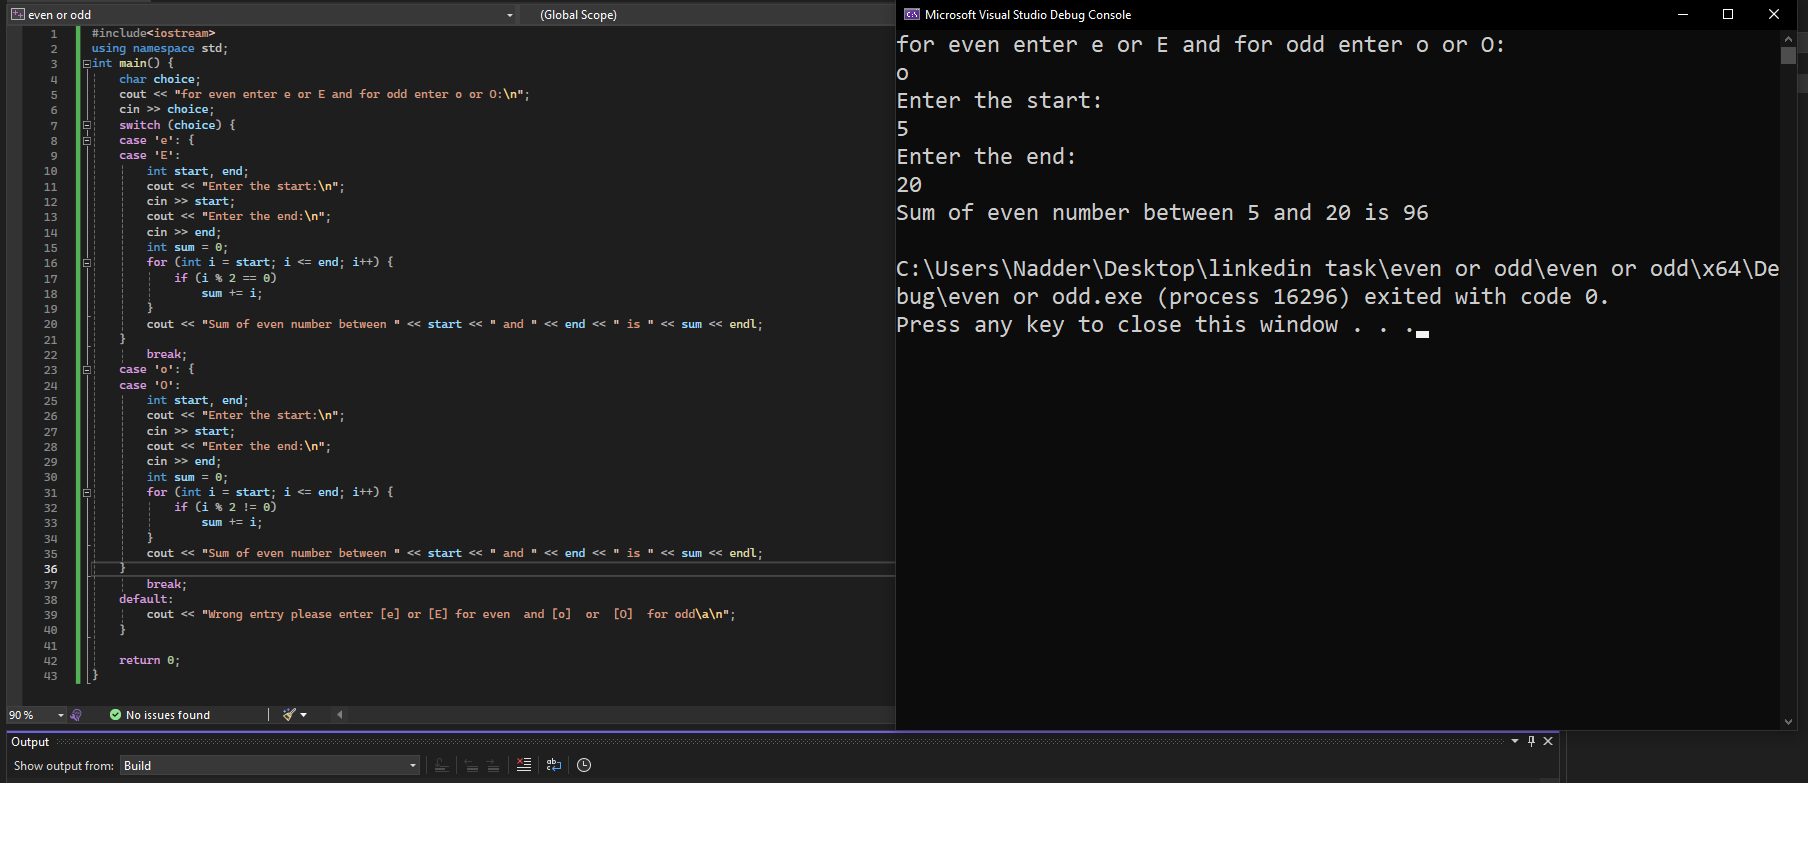 even or odd
(Global Scope)
1 #include<iostream>
2 using namespace std;
3 int main() {
4 char choice;
5 cout << "for even enter e or E and for odd enter o or O:\n";
6 cin >> choice;
7 switch (choice) {
8 case 'e': {
9 case 'E':
10 int start, end;
11 cout << "Enter the start:\n";
12 cin >> start;
13 cout << "Enter the end:\n";
14 cin >> end;
15 int sum = 0;
16 for (int i = start; i <= end; i++) {
17 if (i % 2 == 0)
18 sum += i;
19 }
20 cout << "Sum of even number between " << start << " and " << end << " is " << sum << endl;
21 }
22 break;
23 case 'o': {
24 case 'O':
25 int start, end;
26 cout << "Enter the start:\n";
27 cin >> start;
28 cout << "Enter the end:\n";
29 cin >> end;
30 int sum = 0;
31 for (int i = start; i <= end; i++) {
32 if (i % 2 != 0)
33 sum += i;
34 }
35 cout << "Sum of even number between " << start << " and " << end << " is " << sum << endl;
36 }
37 break;
38 default:
39 cout << "Wrong entry please enter [e] or [E] for even  and [o]  or  [O]  for odd\a\n";
40 }
41
42 return 0;
43 }
90 %
No issues found
Output
Show output from: Build
Microsoft Visual Studio Debug Console
for even enter e or E and for odd enter o or O:
o
Enter the start:
5
Enter the end:
20
Sum of even number between 5 and 20 is 96
C:\Users\Nadder\Desktop\linkedin task\even or odd\even or odd\x64\De
bug\even or odd.exe (process 16296) exited with code 0.
Press any key to close this window . . .